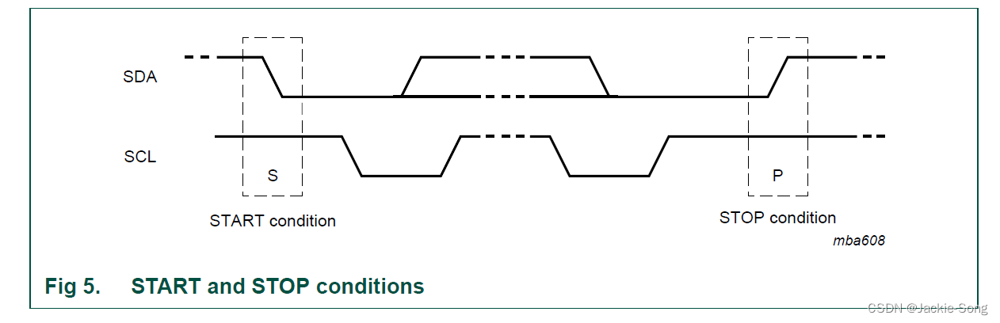 SDA
SCL
S
P
START condition
STOP condition
mba608
Fig 5. START and STOP conditions
CSDN @Jackie-Song